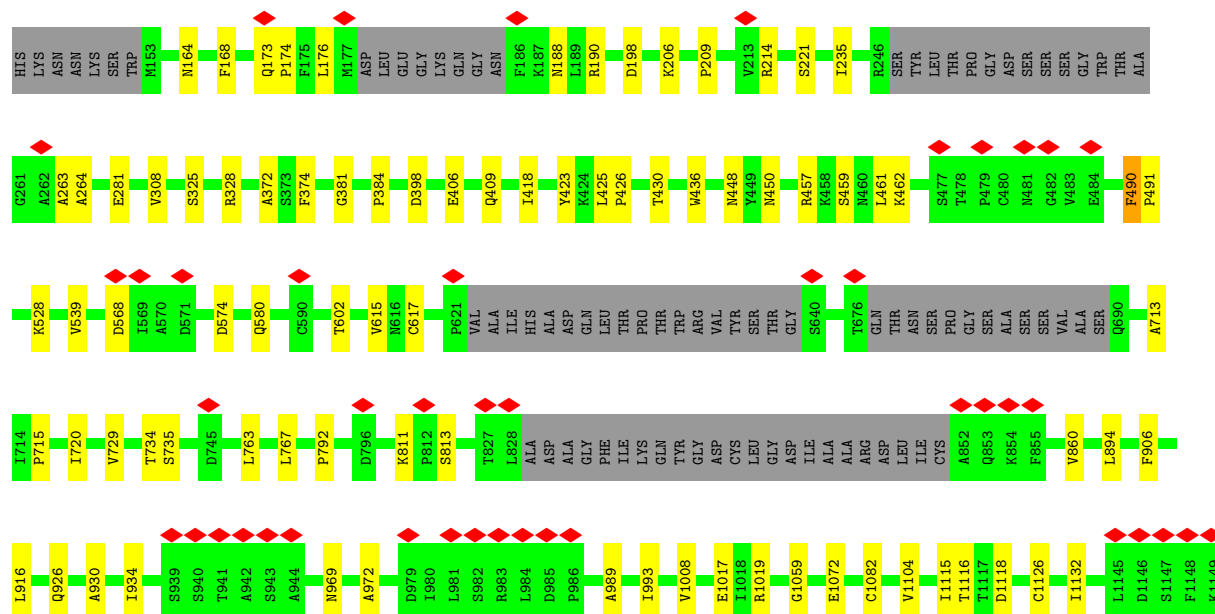 HIS LYS ASN ASN LYS SER TRP M153 N164 F168 Q173 P174 F175 L176 M177 ASP LEU GLU GLY LYS GLN GLY ASN F186 K187 N188 L189 R190 D198 K206 P209 V213 R214 S221 I235 R246 SER TYR LEU THR PRO GLY ASP SER SER SER GLY TRP THR ALA
G261 A262 A263 A264 E281 V308 S325 R328 A372 S373 F374 G381 P384 D398 E406 Q409 I418 Y423 K424 L425 P426 T430 W436 N448 Y449 N450 R457 K458 S459 N460 L461 K462 S477 T478 P479 C480 N481 G482 V483 E484 F490 P491
K528 V539 D568 I569 A570 D571 D574 Q580 C590 T602 V615 N616 C617 P621 VAL ALA ILE HIS ALA ASP GLN LEU THR PRO THR TRP ARG VAL TYR SER THR GLY S640 T676 GLN THR ASN SER PRO GLY SER ALA SER SER VAL ALA SER Q690 A713
I714 P715 I720 V729 T734 S735 D745 L763 L767 P792 D796 K811 P812 S813 T827 L828 ALA ASP ALA GLY PHE ILE LYS GLN TYR GLY ASP CYS LEU GLY ASP ILE ALA ALA ARG ASP LEU ILE CYS A852 Q853 K854 F855 V860 L894 F906
L916 Q926 A930 I934 S939 S940 T941 A942 S943 A944 N969 A972 D979 I980 L981 S982 R983 L984 D985 P986 A989 I993 V1008 E1017 I1018 R1019 G1059 E1072 C1082 V1104 I1115 T1116 T1117 D1118 C1126 I1132 L1145 D1146 S1147 F1148 K1149